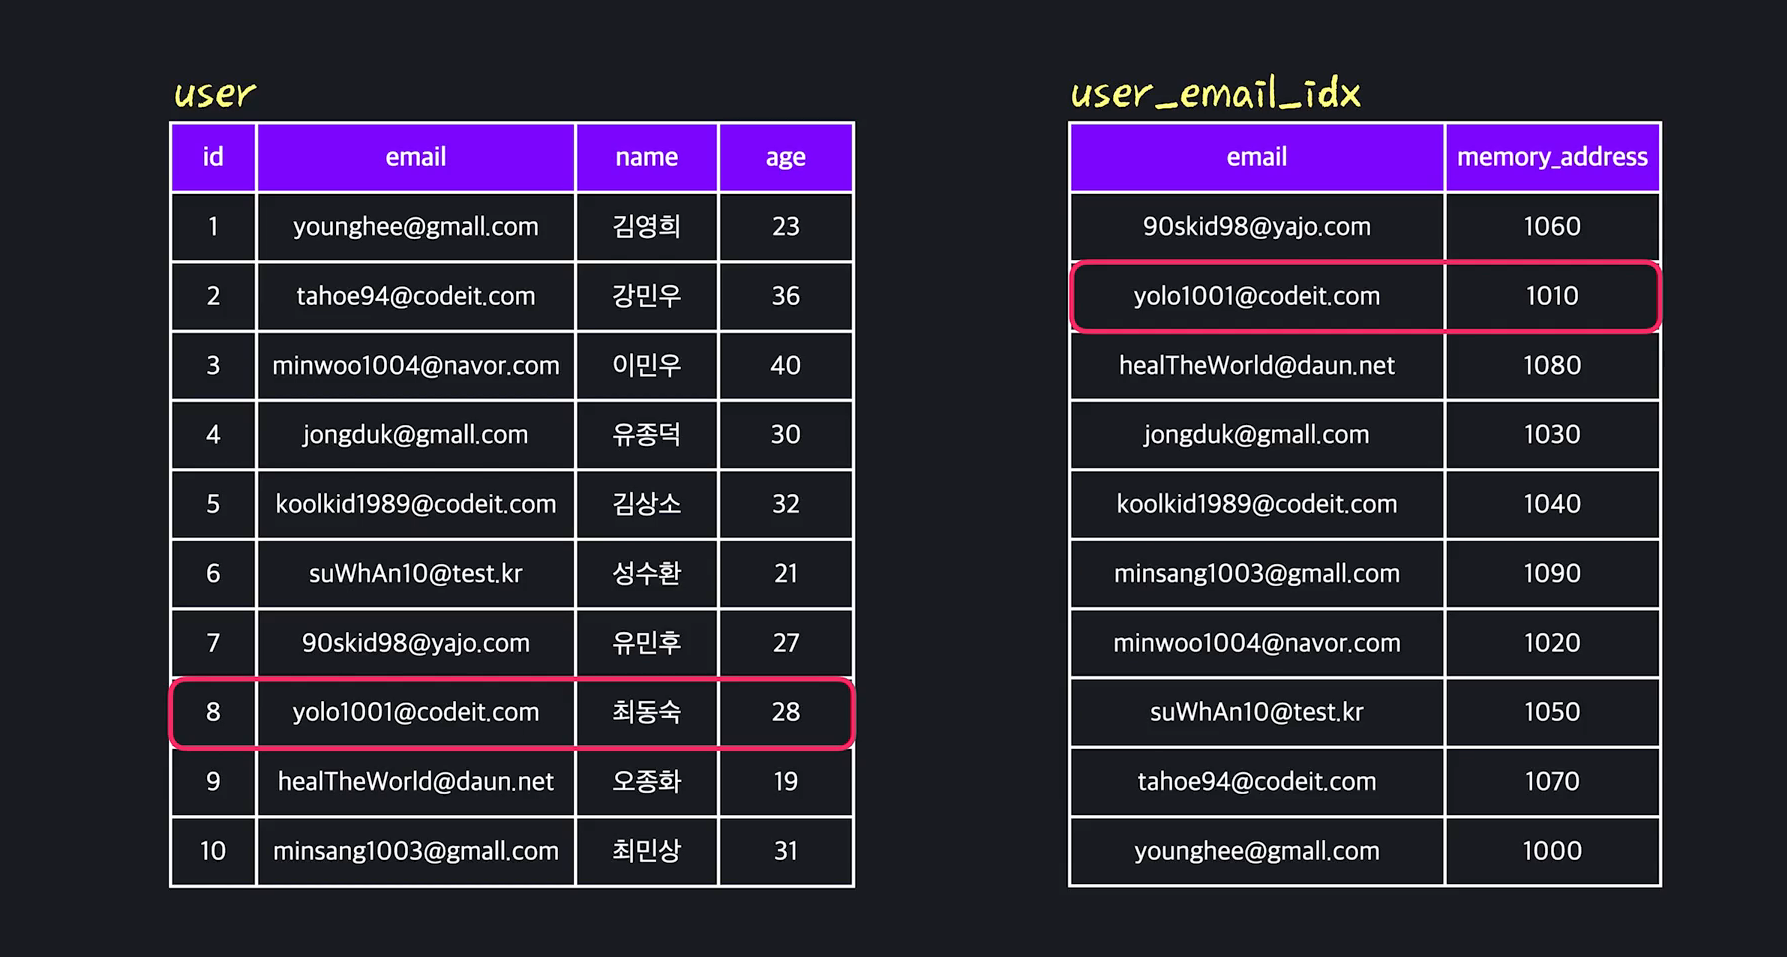 user
id email name age
1 younghee@gmall.com 김영희 23
2 tahoe94@codeit.com 강민우 36
3 minwoo1004@navor.com 이민우 40
4 jongduk@gmall.com 유종덕 30
5 koolkid1989@codeit.com 김상소 32
6 suWhAn10@test.kr 성수환 21
7 90skid98@yajo.com 유민후 27
8 yolo1001@codeit.com 최동숙 28
9 healTheWorld@daun.net 오종화 19
10 minsang1003@gmall.com 최민상 31
user_email_idx
email memory_address
90skid98@yajo.com 1060
yolo1001@codeit.com 1010
healTheWorld@daun.net 1080
jongduk@gmall.com 1030
koolkid1989@codeit.com 1040
minsang1003@gmall.com 1090
minwoo1004@navor.com 1020
suWhAn10@test.kr 1050
tahoe94@codeit.com 1070
younghee@gmall.com 1000